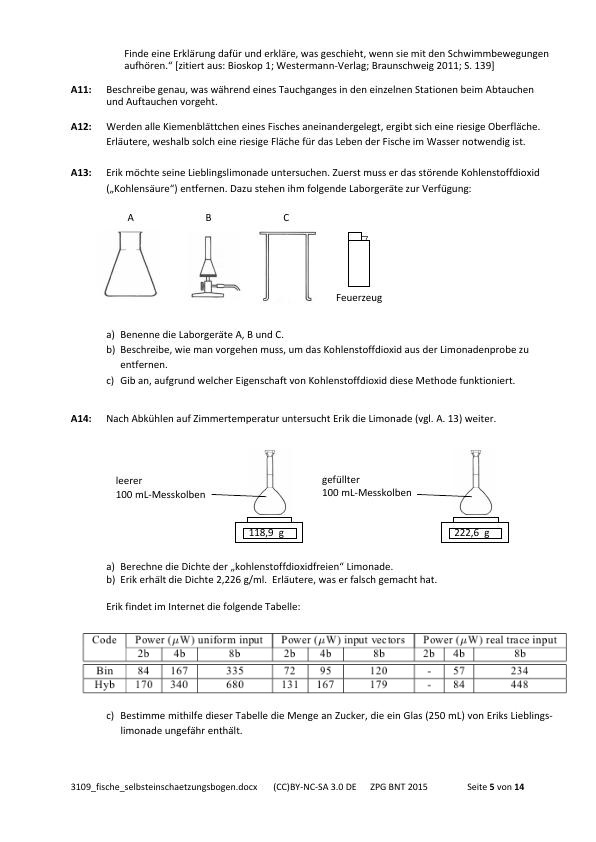 Finde eine Erklärung dafür und erkläre, was geschieht, wenn sie mit den Schwimmbewegungen
aufhören.“ [zitiert aus: Bioskop 1; Westermann-Verlag; Braunschweig 2011; S. 139]
A11: Beschreibe genau, was während eines Tauchganges in den einzelnen Stationen beim Abtauchen
und Auftauchen vorgeht.
A12: Werden alle Kiemenblättchen eines Fisches aneinandergelegt, ergibt sich eine riesige Oberfläche.
Erläutere, weshalb solch eine riesige Fläche für das Leben der Fische im Wasser notwendig ist.
A13: Erik möchte seine Lieblingslimonade untersuchen. Zuerst muss er das störende Kohlenstoffdioxid
(„Kohlensäure“) entfernen. Dazu stehen ihm folgende Laborgeräte zur Verfügung:
A B C
Feuerzeug
a) Benenne die Laborgeräte A, B und C.
b) Beschreibe, wie man vorgehen muss, um das Kohlenstoffdioxid aus der Limonadenprobe zu
entfernen.
c) Gib an, aufgrund welcher Eigenschaft von Kohlenstoffdioxid diese Methode funktioniert.
A14: Nach Abkühlen auf Zimmertemperatur untersucht Erik die Limonade (vgl. A. 13) weiter.
leerer
100 mL-Messkolben
gefüllter
100 mL-Messkolben
118,9 g
222,6 g
a) Berechne die Dichte der „kohlenstoffdioxidfreien“ Limonade.
b) Erik erhält die Dichte 2,226 g/ml. Erläutere, was er falsch gemacht hat.
Erik findet im Internet die folgende Tabelle:
Code Power (μW) uniform input Power (μW) input vectors Power (μW) real trace input
2b 4b 8b 2b 4b 8b 2b 4b 8b
Bin 84 167 335 72 95 120 - 57 234
Hyb 170 340 680 131 167 179 - 84 448
c) Bestimme mithilfe dieser Tabelle die Menge an Zucker, die ein Glas (250 mL) von Eriks Lieblings-
limonade ungefähr enthält.
3109_fische_selbsteinschaetzungsbogen.docx (CC)BY-NC-SA 3.0 DE ZPG BNT 2015 Seite 5 von 14